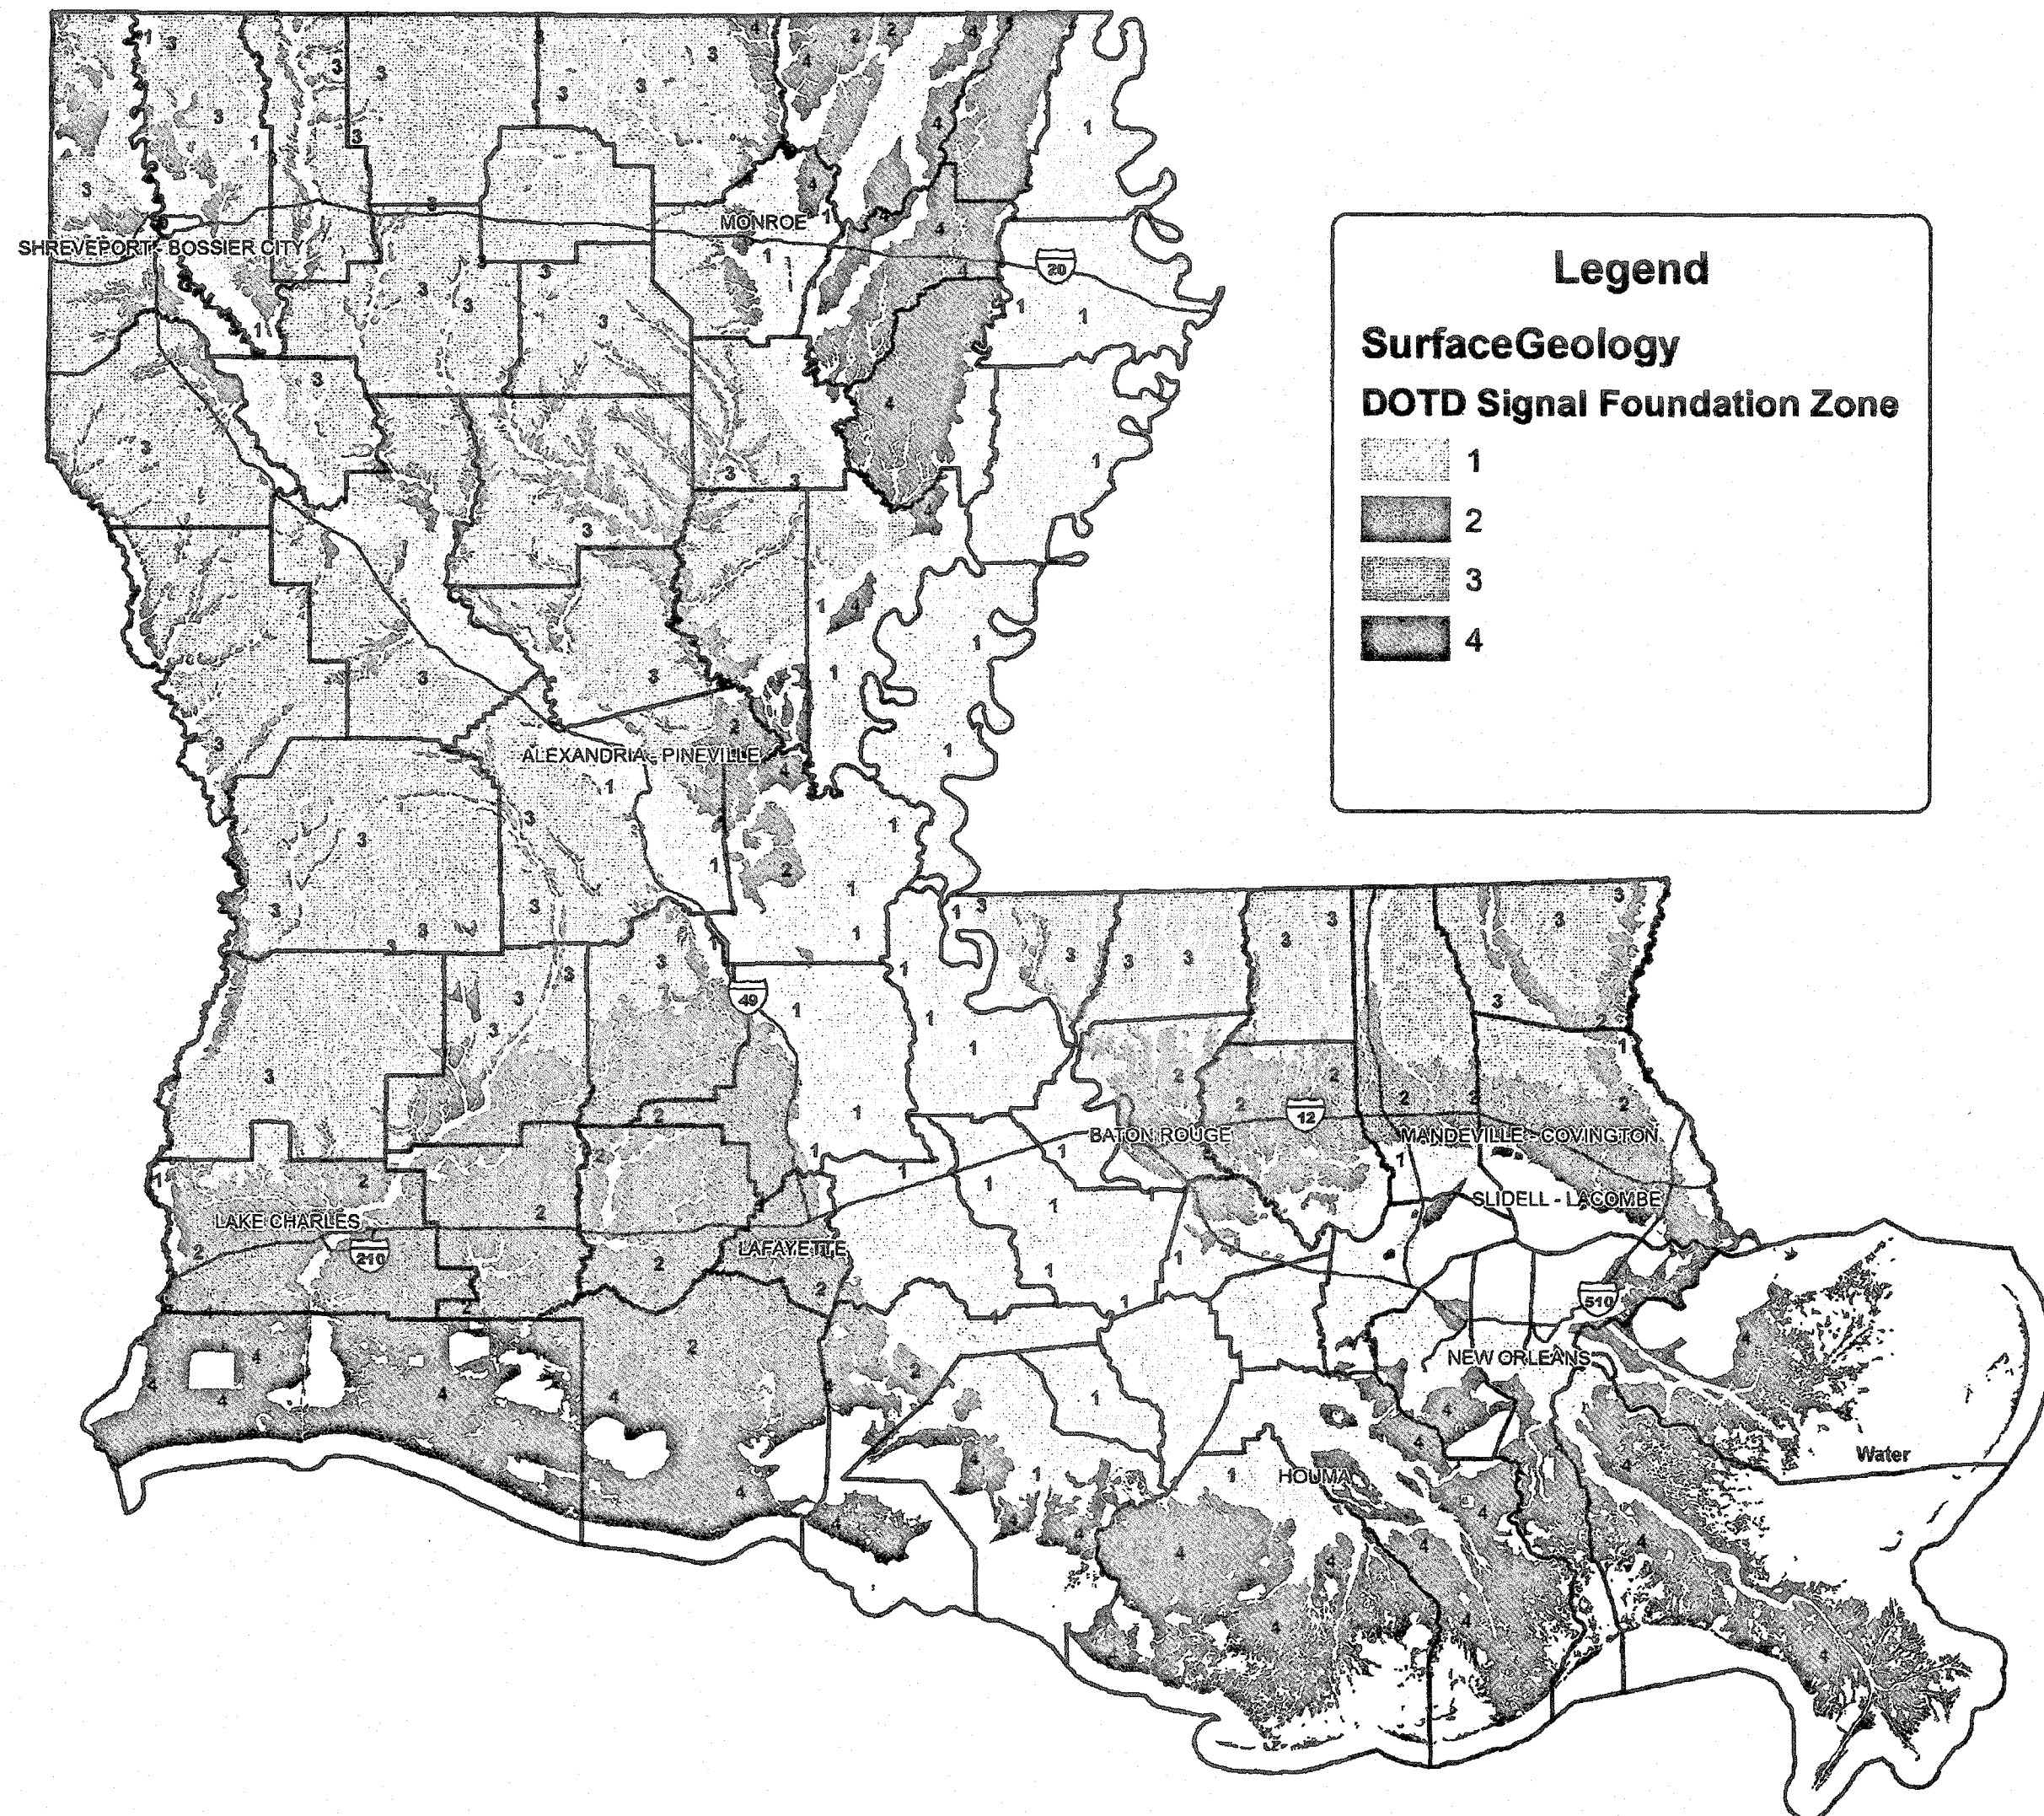 Legend
SurfaceGeology
DOTD Signal Foundation Zone
1
2
3
4
SHREVEPORT - BOSSIER CITY
MONROE
20
ALEXANDRIA - PINEVILLE
49
BATON ROUGE
12
MANDEVILLE - COVINGTON
SLIDELL - LACOMBE
LAKE CHARLES
210
LAFAYETTE
510
NEW ORLEANS
HOUMA
Water